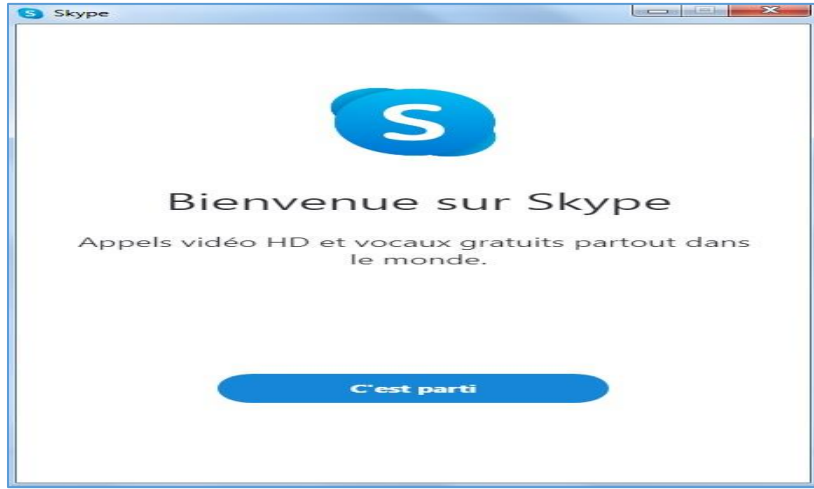 Skype
S
Bienvenue sur Skype
Appels vidéo HD et vocaux gratuits partout dans
le monde.
C'est parti